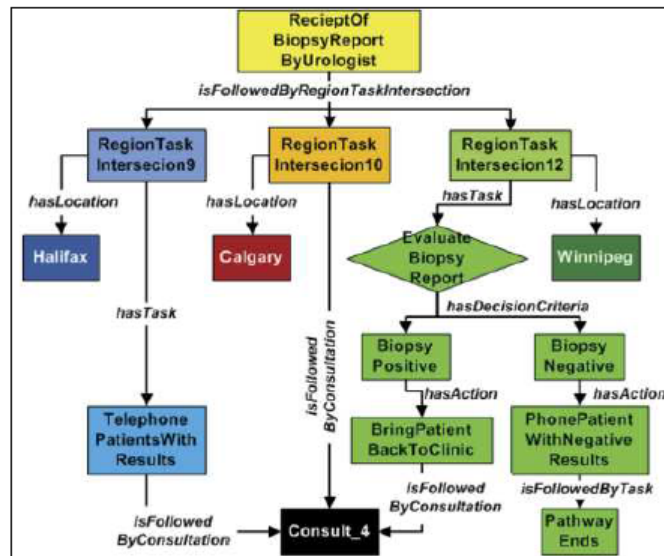 RecieptOf
BiopsyReport
ByUrologist
isFollowedByRegionTaskIntersection
RegionTask
Intersecion9
RegionTask
Intersecion10
RegionTask
Intersecion12
hasLocation
hasLocation
hasTask
hasLocation
Halifax
Calgary
Evaluate
Biopsy
Report
Winnipeg
hasTask
hasDecisionCriteria
isFollowed
ByConsultation
Biopsy
Positive
Biopsy
Negative
hasAction
hasAction
Telephone
PatientsWith
Results
BringPatient
BackToClinic
PhonePatient
WithNegative
Results
isFollowed
ByConsultation
isFollowed
ByConsultation
isFollowedByTask
Consult_4
Pathway
Ends